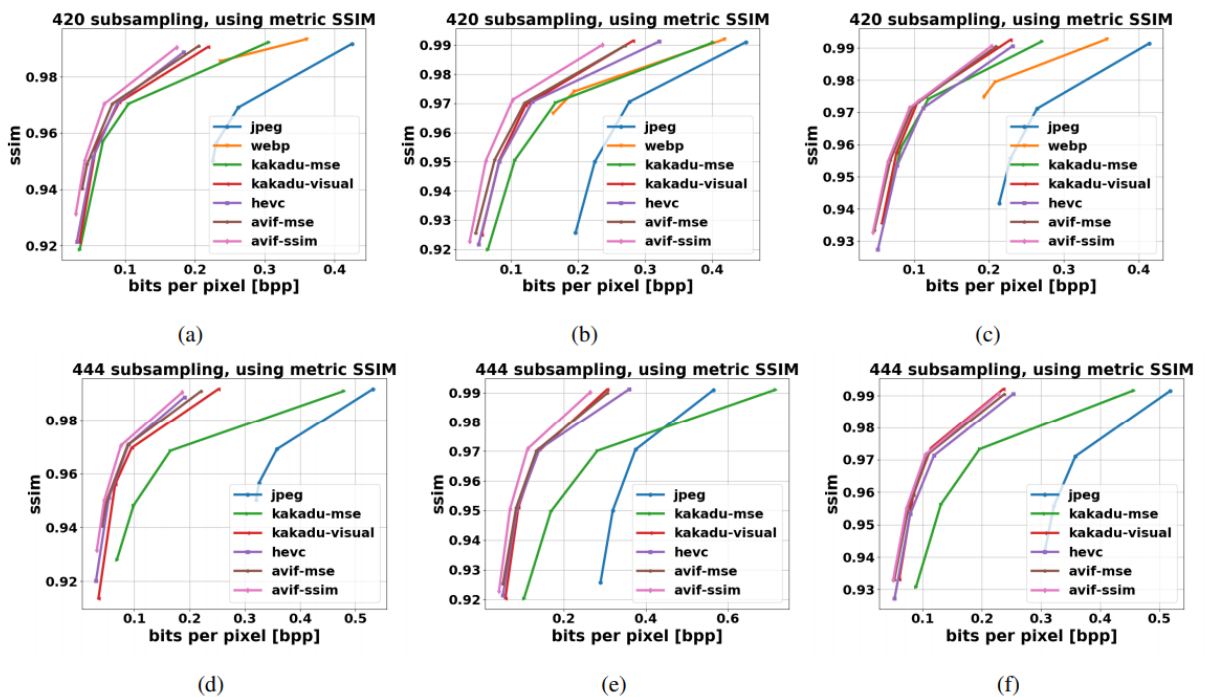 420 subsampling, using metric SSIM
ssim
0.98
0.96
0.94
0.92
jpeg
webp
kakadu-mse
kakadu-visual
hevc
avif-mse
avif-ssim
0.1 0.2 0.3 0.4
bits per pixel [bpp]
(a)
420 subsampling, using metric SSIM
ssim
0.99
0.98
0.97
0.96
0.95
0.94
0.93
0.92
jpeg
webp
kakadu-mse
kakadu-visual
hevc
avif-mse
avif-ssim
0.1 0.2 0.3 0.4
bits per pixel [bpp]
(b)
420 subsampling, using metric SSIM
ssim
0.99
0.98
0.97
0.96
0.95
0.94
0.93
jpeg
webp
kakadu-mse
kakadu-visual
hevc
avif-mse
avif-ssim
0.1 0.2 0.3 0.4
bits per pixel [bpp]
(c)
444 subsampling, using metric SSIM
ssim
0.98
0.96
0.94
0.92
jpeg
kakadu-mse
kakadu-visual
hevc
avif-mse
avif-ssim
0.1 0.2 0.3 0.4 0.5
bits per pixel [bpp]
(d)
444 subsampling, using metric SSIM
ssim
0.99
0.98
0.97
0.96
0.95
0.94
0.93
0.92
jpeg
kakadu-mse
kakadu-visual
hevc
avif-mse
avif-ssim
0.2 0.4 0.6
bits per pixel [bpp]
(e)
444 subsampling, using metric SSIM
ssim
0.99
0.98
0.97
0.96
0.95
0.94
0.93
jpeg
kakadu-mse
kakadu-visual
hevc
avif-mse
avif-ssim
0.1 0.2 0.3 0.4 0.5
bits per pixel [bpp]
(f)